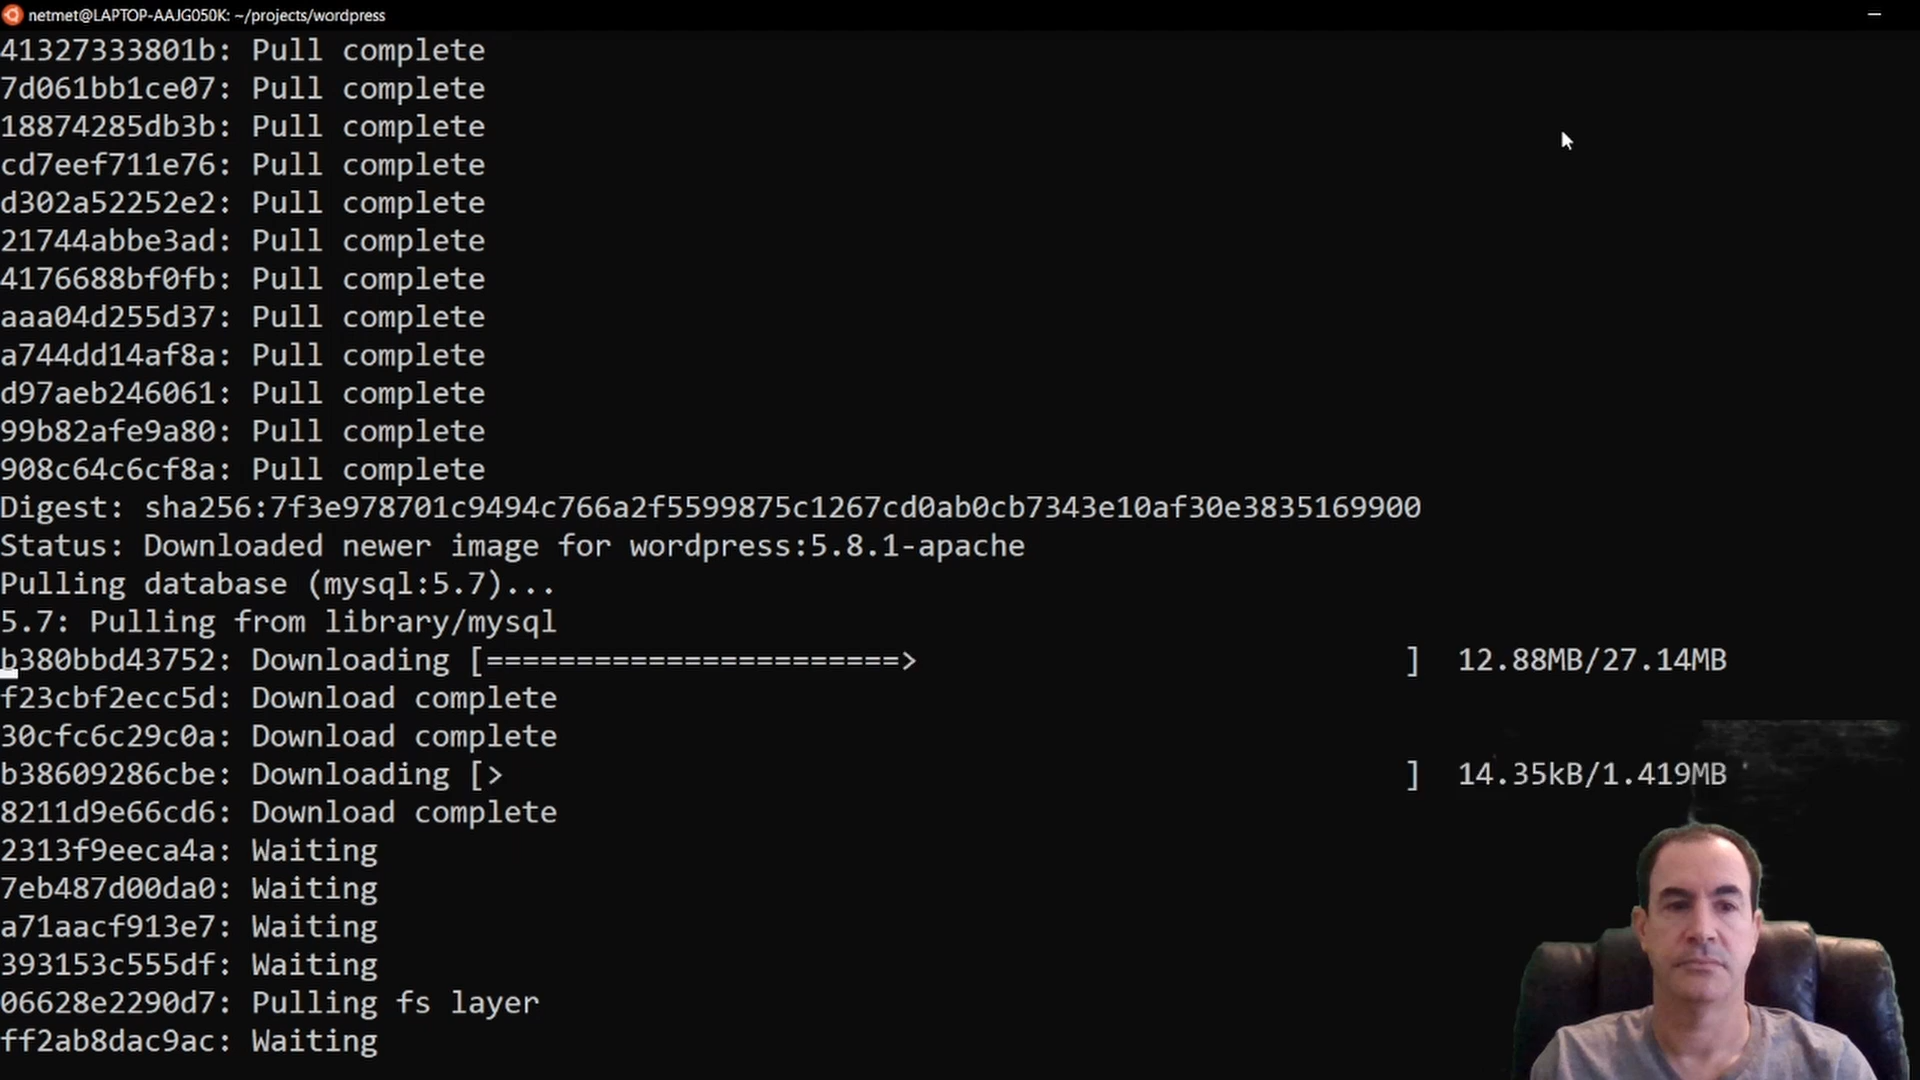 netmet@LAPTOP-AAJG050K: ~/projects/wordpress
41327333801b: Pull complete
7d061bb1ce07: Pull complete
18874285db3b: Pull complete
cd7eef711e76: Pull complete
d302a52252e2: Pull complete
21744abbe3ad: Pull complete
4176688bf0fb: Pull complete
aaa04d255d37: Pull complete
a744dd14af8a: Pull complete
d97aeb246061: Pull complete
99b82afe9a80: Pull complete
908c64c6cf8a: Pull complete
Digest: sha256:7f3e978701c9494c766a2f5599875c1267cd0ab0cb7343e10af30e3835169900
Status: Downloaded newer image for wordpress:5.8.1-apache
Pulling database (mysql:5.7)...
5.7: Pulling from library/mysql
b380bbd43752: Downloading [=======================>                           ]  12.88MB/27.14MB
f23cbf2ecc5d: Download complete
30cfc6c29c0a: Download complete
b38609286cbe: Downloading [>                                                  ]  14.35kB/1.419MB
8211d9e66cd6: Download complete
2313f9eeca4a: Waiting
7eb487d00da0: Waiting
a71aacf913e7: Waiting
393153c555df: Waiting
06628e2290d7: Pulling fs layer
ff2ab8dac9ac: Waiting